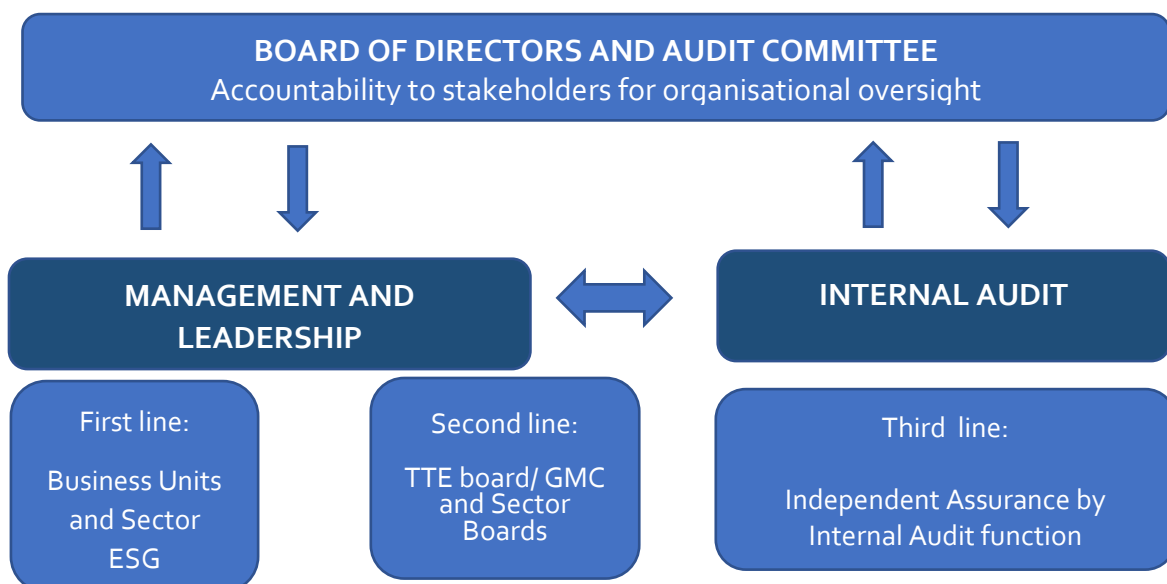 BOARD OF DIRECTORS AND AUDIT COMMITTEE
Accountability to stakeholders for organisational oversight
MANAGEMENT AND
LEADERSHIP
INTERNAL AUDIT
First line:
Business Units
and Sector
ESG
Second line:
TTE board/ GMC
and Sector
Boards
Third line:
Independent Assurance by
Internal Audit function